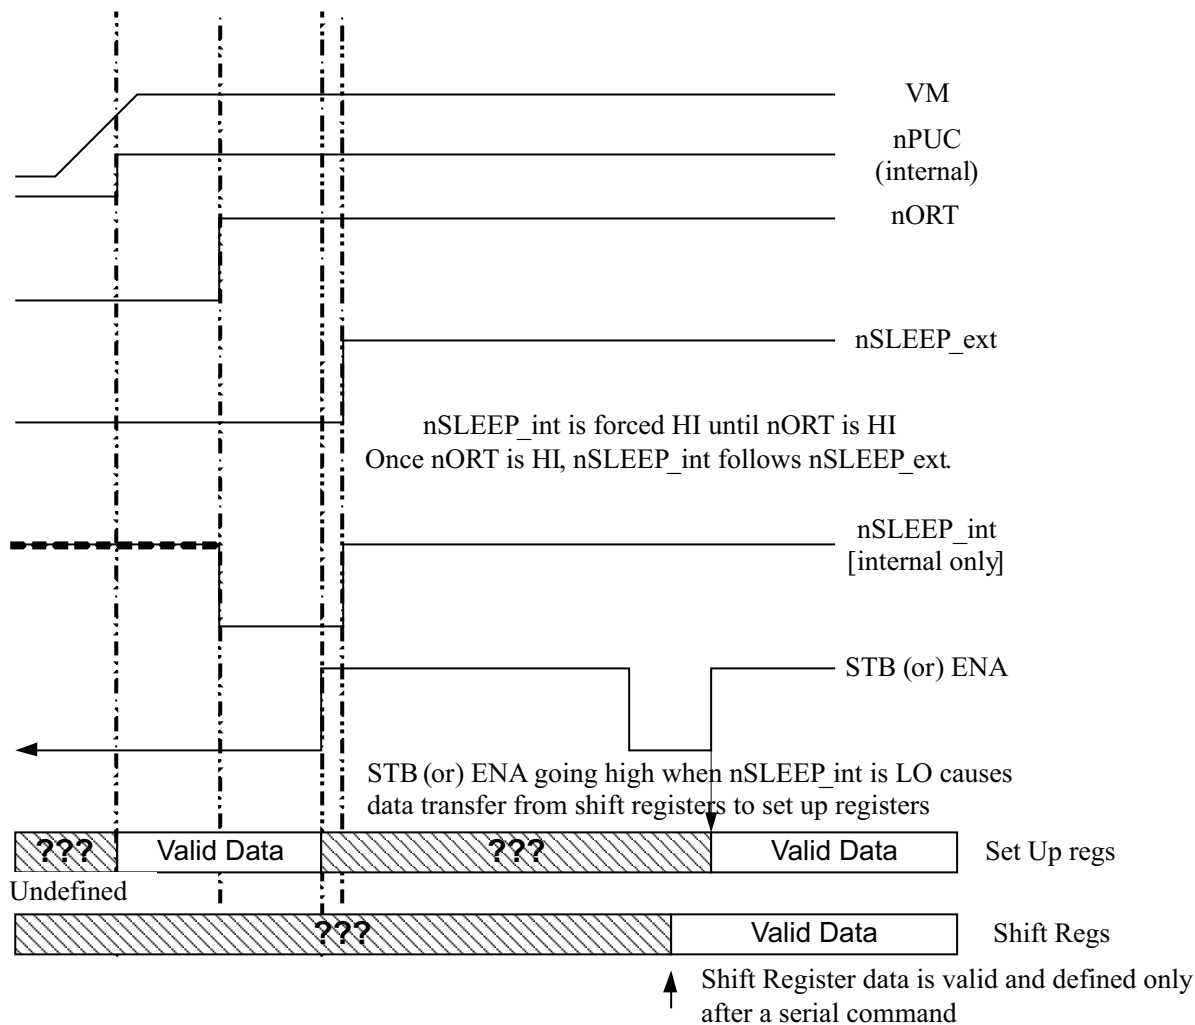 VM
nPUC
(internal)
nORT
nSLEEP_ext
nSLEEP_int is forced HI until nORT is HI
Once nORT is HI, nSLEEP_int follows nSLEEP_ext.
nSLEEP_int
[internal only]
STB (or) ENA
STB (or) ENA going high when nSLEEP_int is LO causes
data transfer from shift registers to set up registers
??? Valid Data ??? Valid Data Set Up regs
Undefined
??? Valid Data Shift Regs
Shift Register data is valid and defined only
after a serial command